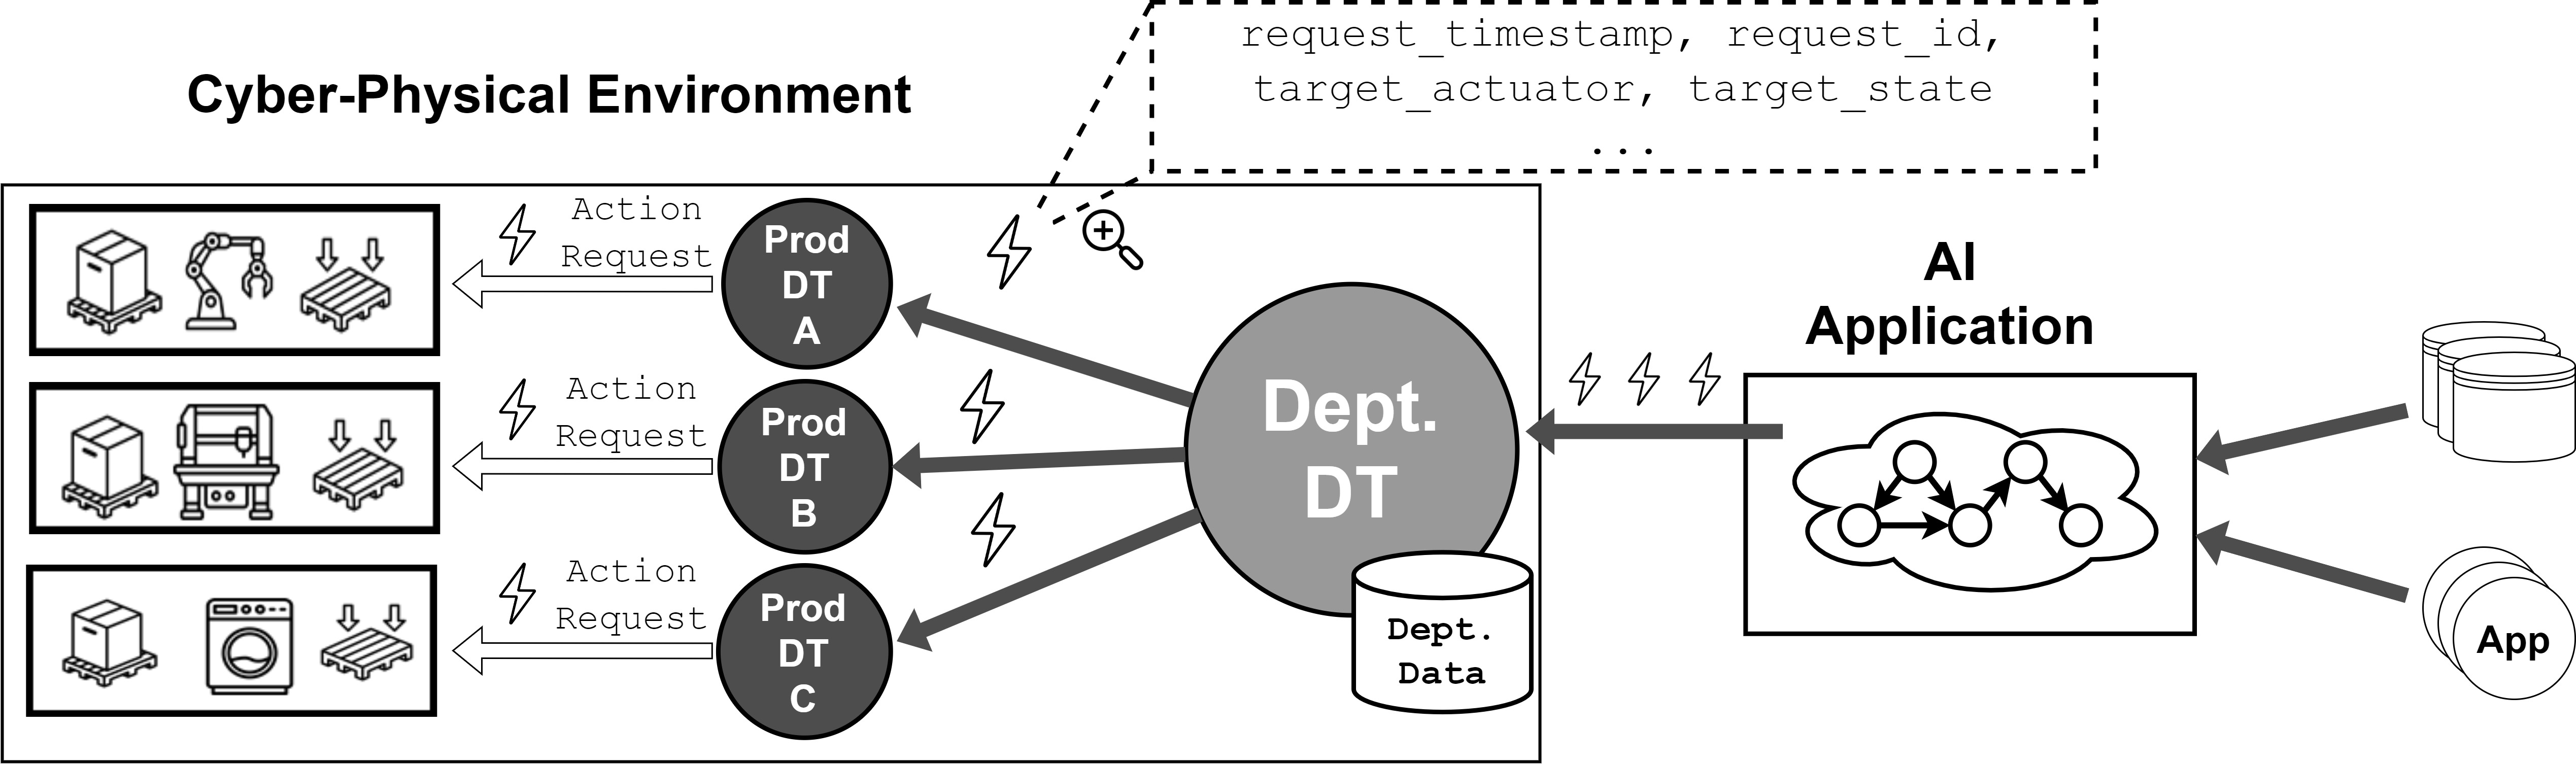 request_timestamp, request_id,
target_actuator, target_state
...
Cyber-Physical Environment
Action
Request
Prod
DT
A
Action
Request
Prod
DT
B
Action
Request
Prod
DT
C
Dept.
DT
Dept.
Data
AI
Application
App